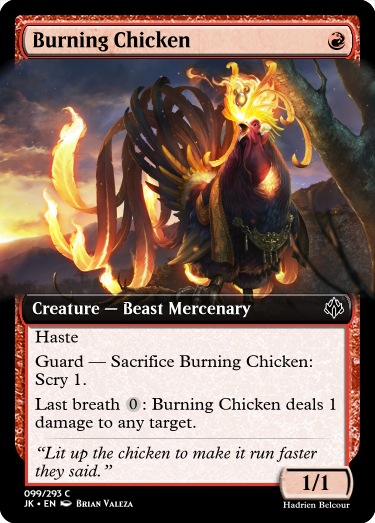 Burning Chicken
Creature — Beast Mercenary
Haste
Guard — Sacrifice Burning Chicken:
Scry 1.
Last breath 0: Burning Chicken deals 1
damage to any target.
“Lit up the chicken to make it run faster
they said.”
1/1
099/293 C
JK • EN Brian Valeza
Hadrien Belcour